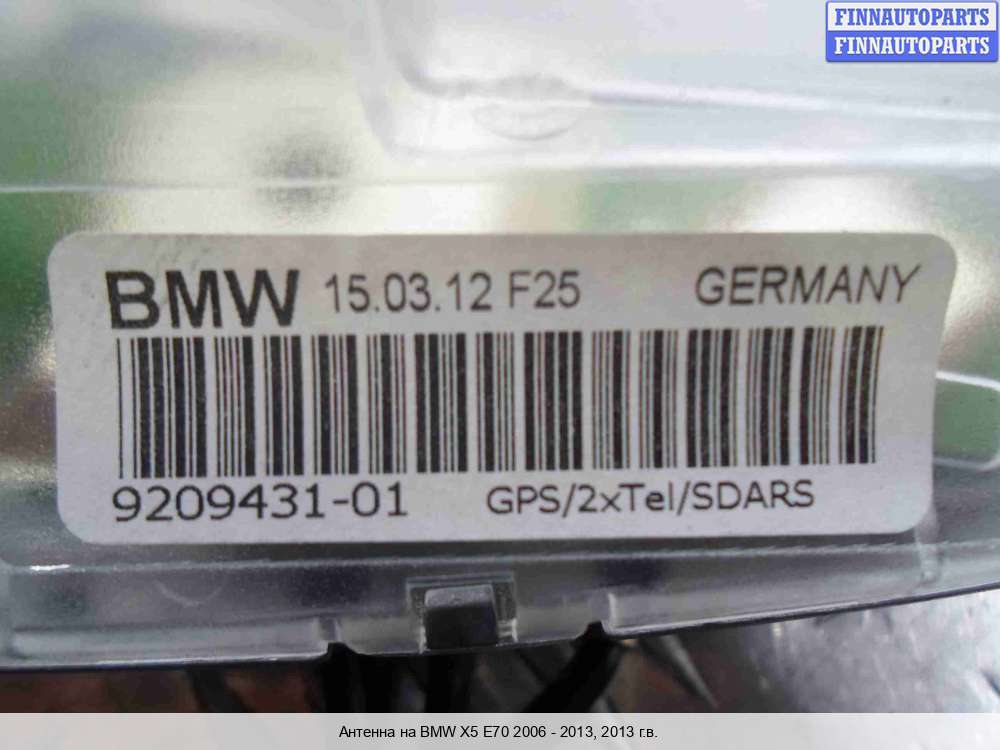 FINNAUTOPARTS
FINNAUTOPARTS
BMW 15.03.12 F25 GERMANY
9209431-01 GPS/2xTel/SDARS
Антенна на BMW X5 E70 2006 - 2013, 2013 г.в.